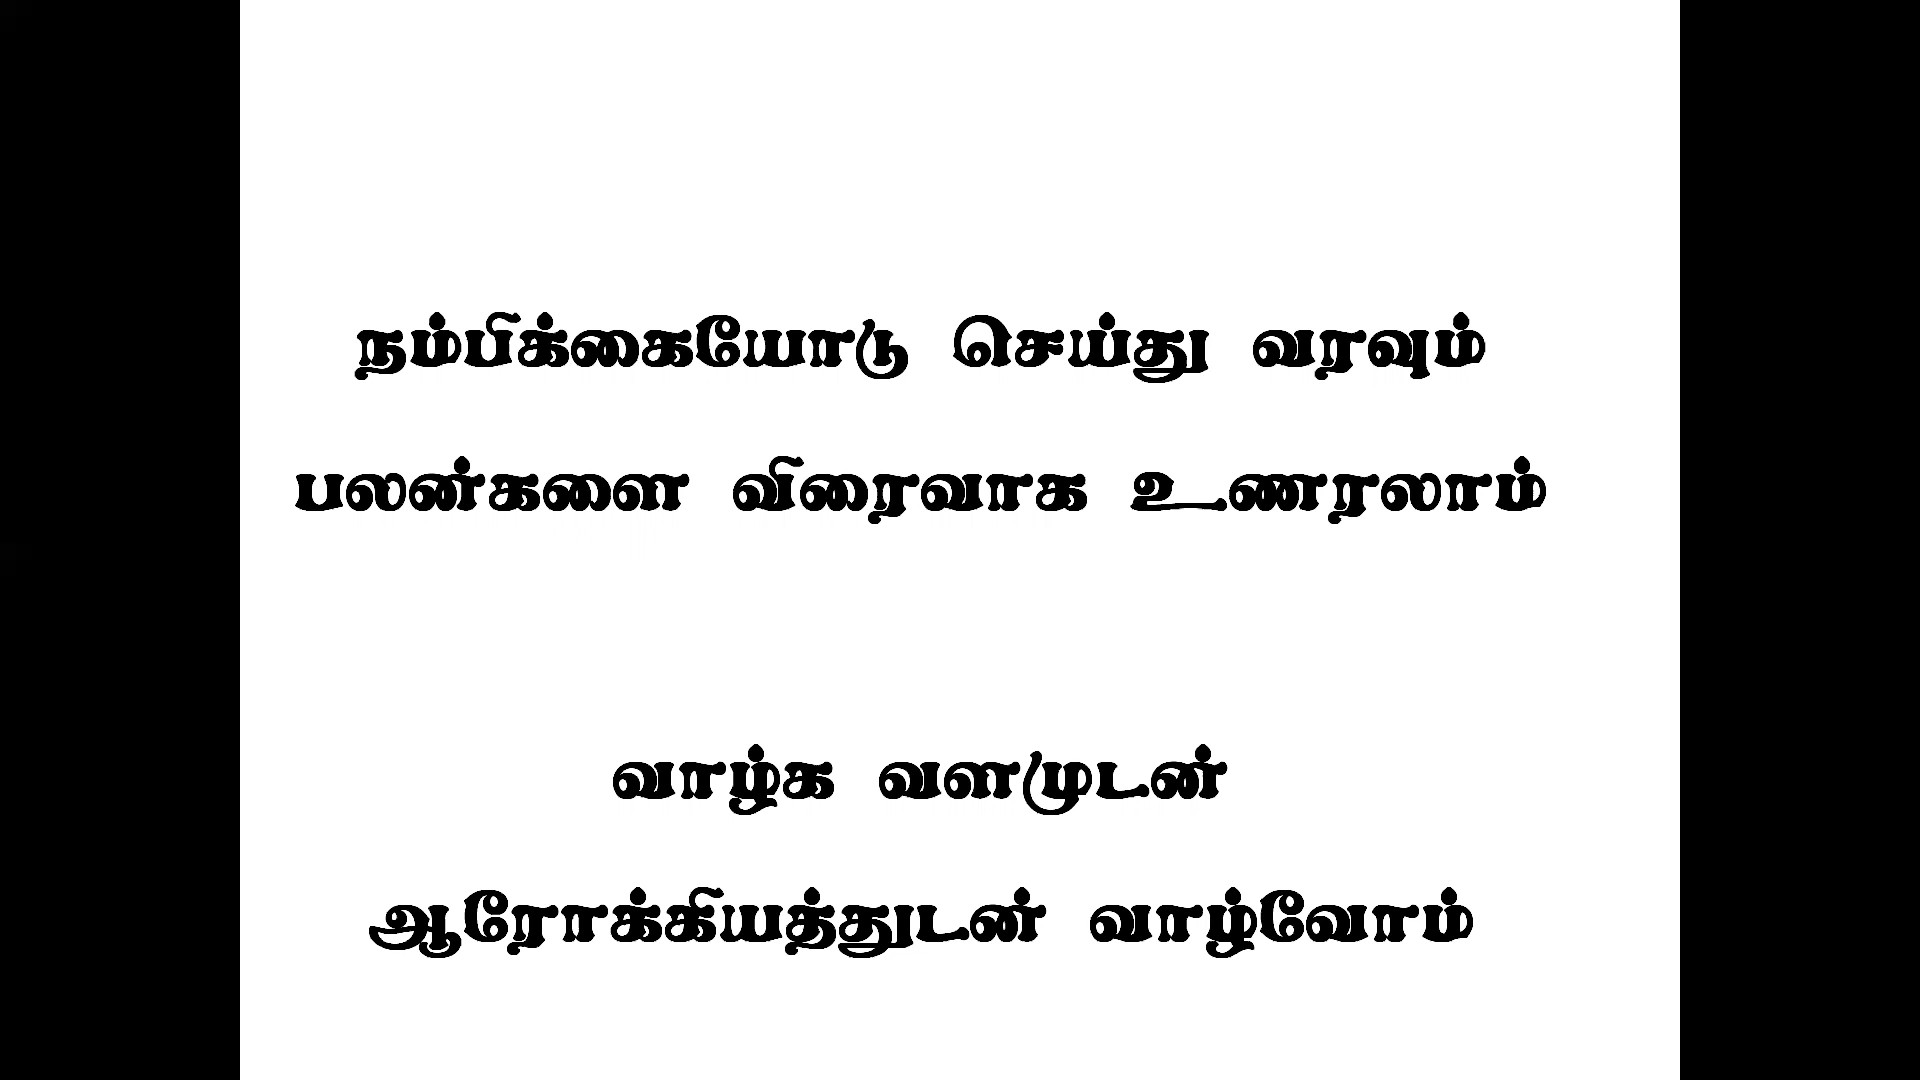 நம்பிக்கையோடு செய்து வரவும்
பலன்களை விரைவாக உணரலாம்
வாழ்க வளமுடன்
ஆரோக்கியத்துடன் வாழ்வோம்